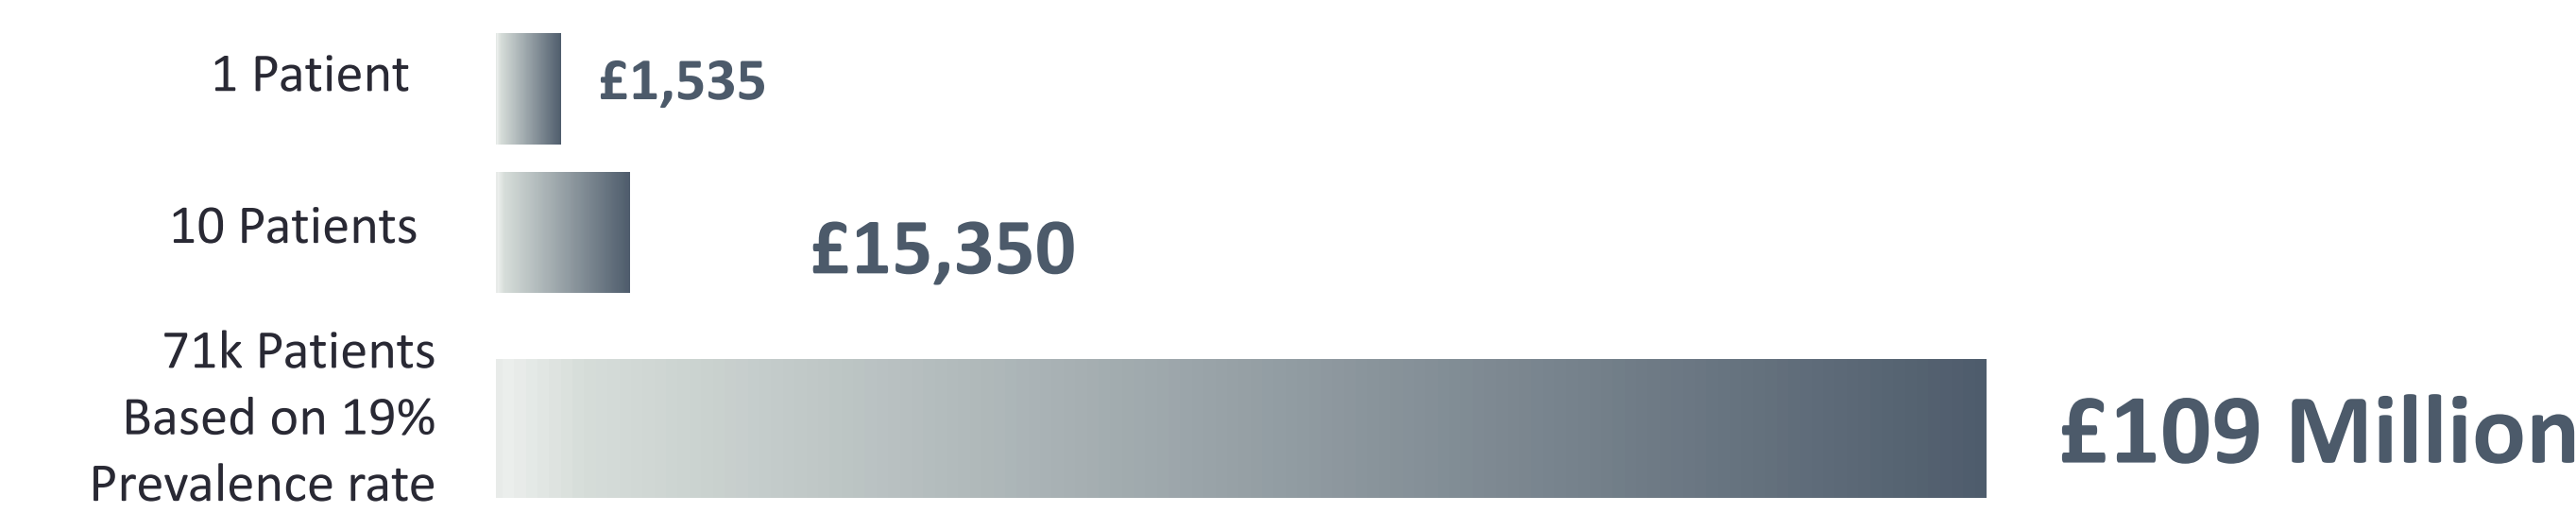 1 Patient
£1,535
10 Patients
£15,350
71k Patients
Based on 19%
Prevalence rate
£109 Million